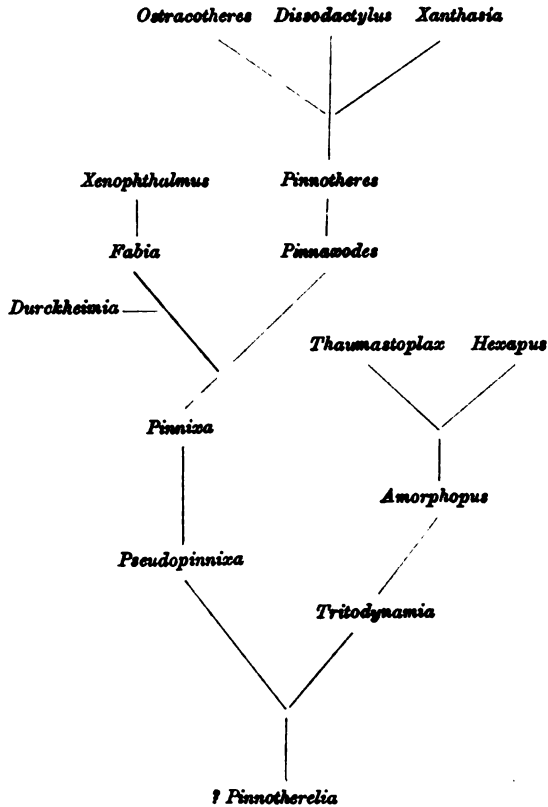 Ostracotheres Dissodactylus Xanthasia
Xenophthalmus Pinnotheres
Fabia Pinnaxodes
Durckheimia
Thaumastoplax Hexapus
Pinnixa
Amorphopus
Pseudopinnixa
Tritodynamia
? Pinnotherelia